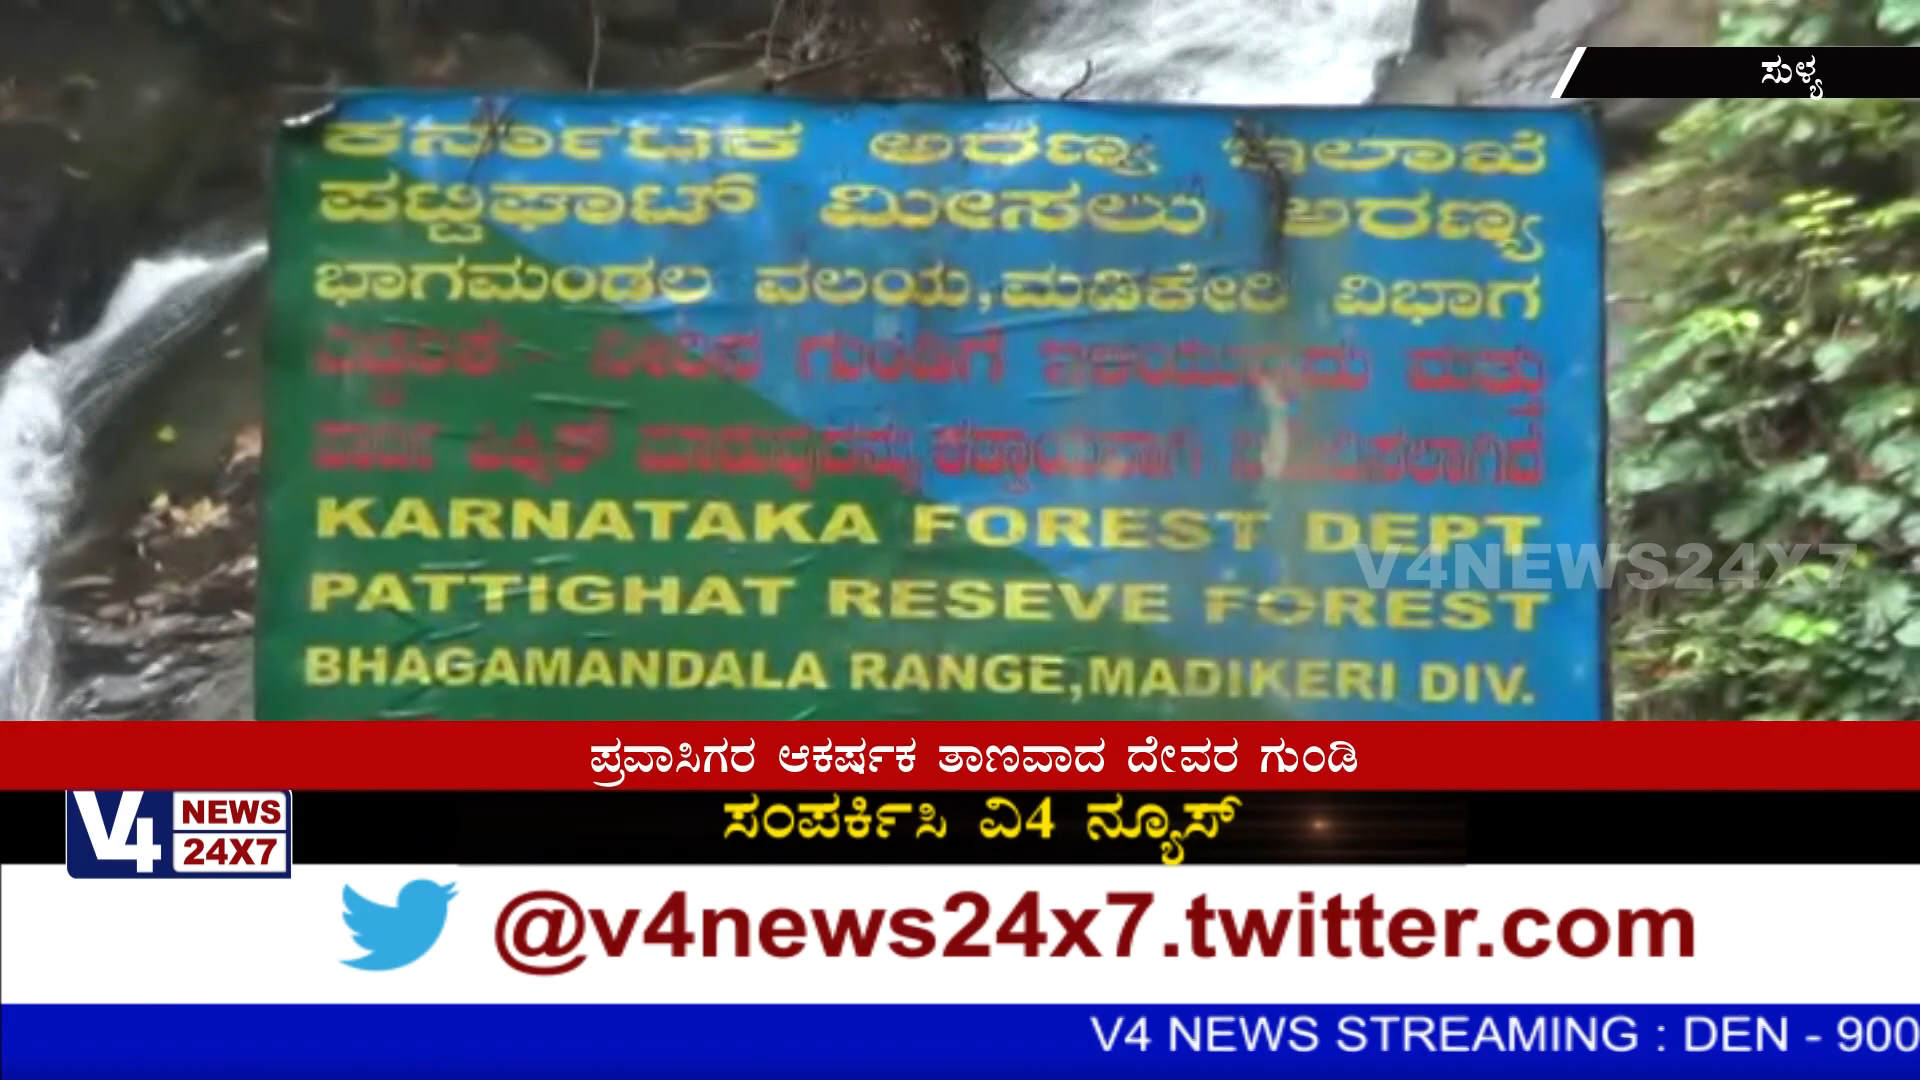 ಸುಳ್ಯ
ಕರ್ನಾಟಕ ಅರಣ್ಯ ಇಲಾಖೆ
ಪಟ್ಟಿಘಾಟ್ ಮೀಸಲು ಅರಣ್ಯ
ಭಾಗಮಂಡಲ ವಲಯ,ಮಡಿಕೇರಿ ವಿಭಾಗ
ಗುಂಡಿಗೆ ಇಳಿಯುವುದು ಮತ್ತು
KARNATAKA FOREST DEPT
V4NEWS24X7
PATTIGHAT RESEVE FOREST
BHAGAMANDALA RANGE,MADIKERI DIV.
ಪ್ರವಾಸಿಗರ ಆಕರ್ಷಕ ತಾಣವಾದ ದೇವರ ಗುಂಡಿ
V4 NEWS 24X7
ಸಂಪರ್ಕಿಸಿ ವಿ4 ನ್ಯೂಸ್
@v4news24x7.twitter.com
V4 NEWS STREAMING : DEN - 900